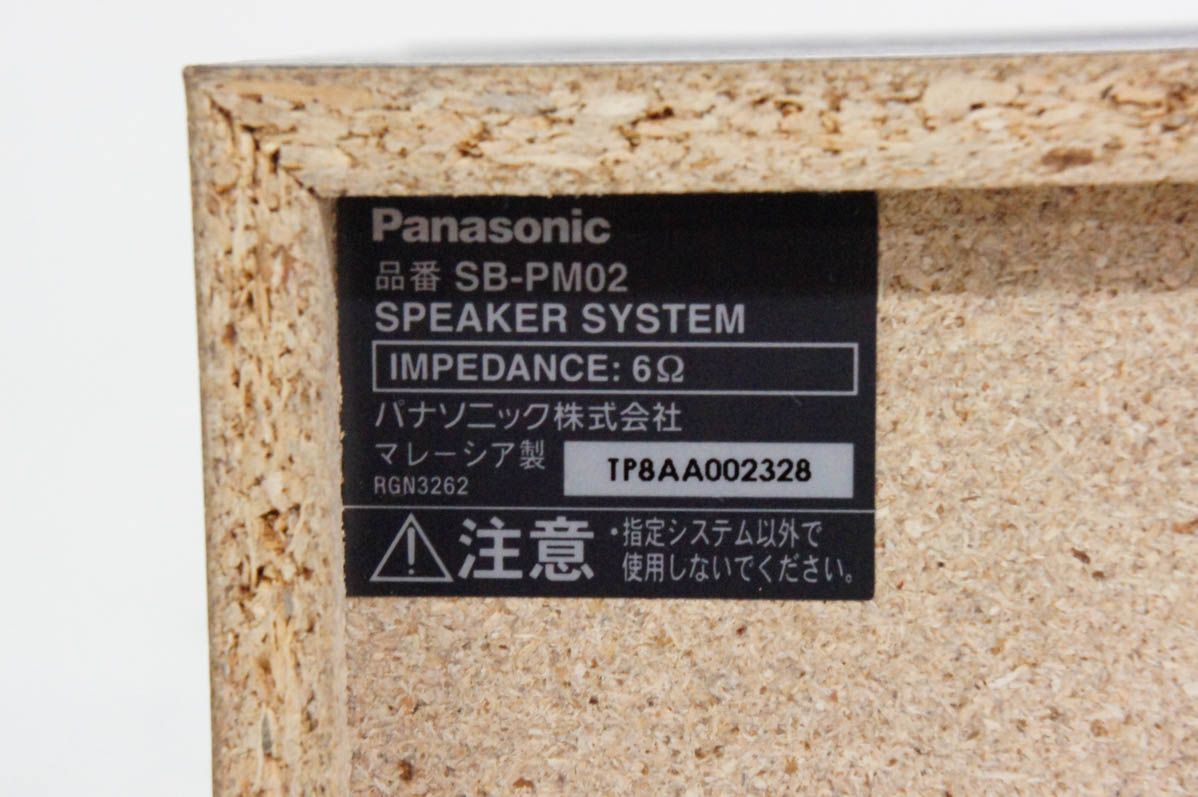 Panasonic
品番 SB-PM02
SPEAKER SYSTEM
IMPEDANCE: 6Ω
パナソニック株式会社
マレーシア製
TP8AA002328
RGN3262
注意
・指定システム以外で
使用しないでください。